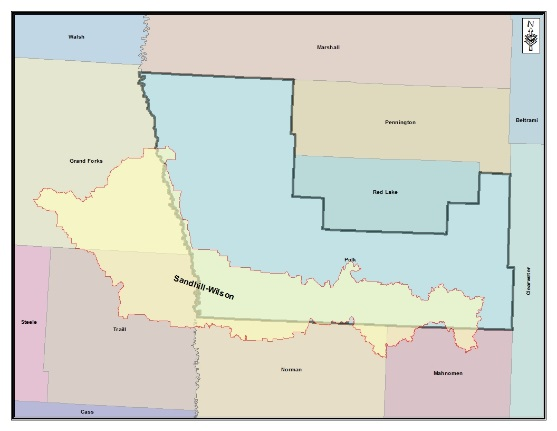 N
Walsh
Marshall
Pennington
Beltrami
Grand Forks
Red Lake
Polk
Clearwater
Sandhill-Wilson
Steele
Traill
Norman
Mahnomen
Cass